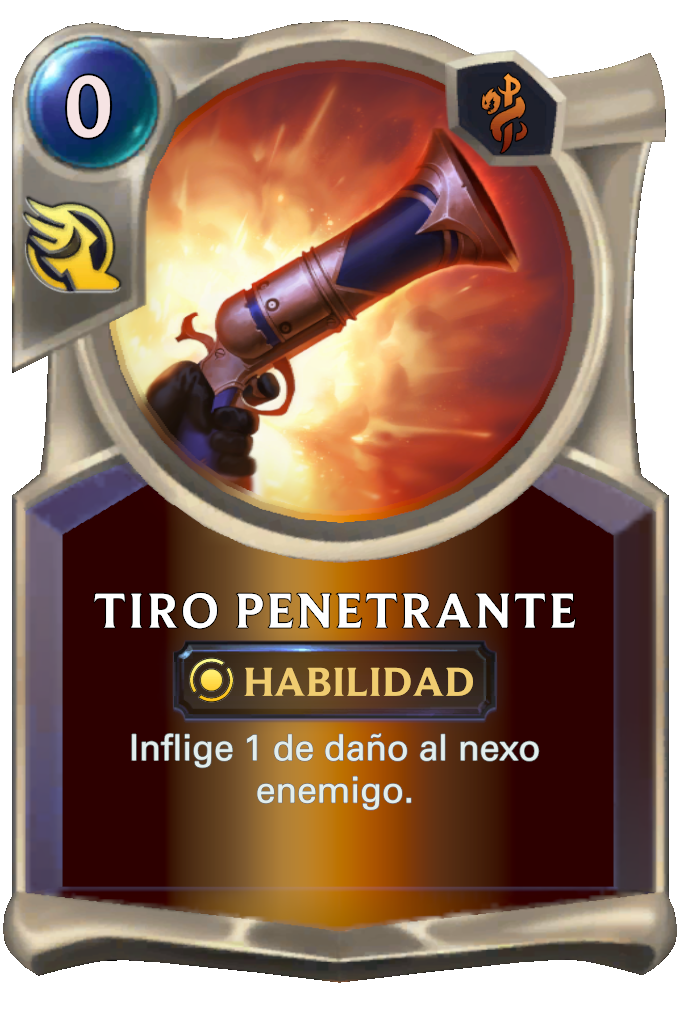 0
TIRO PENETRANTE
HABILIDAD
Inflige 1 de daño al nexo
enemigo.